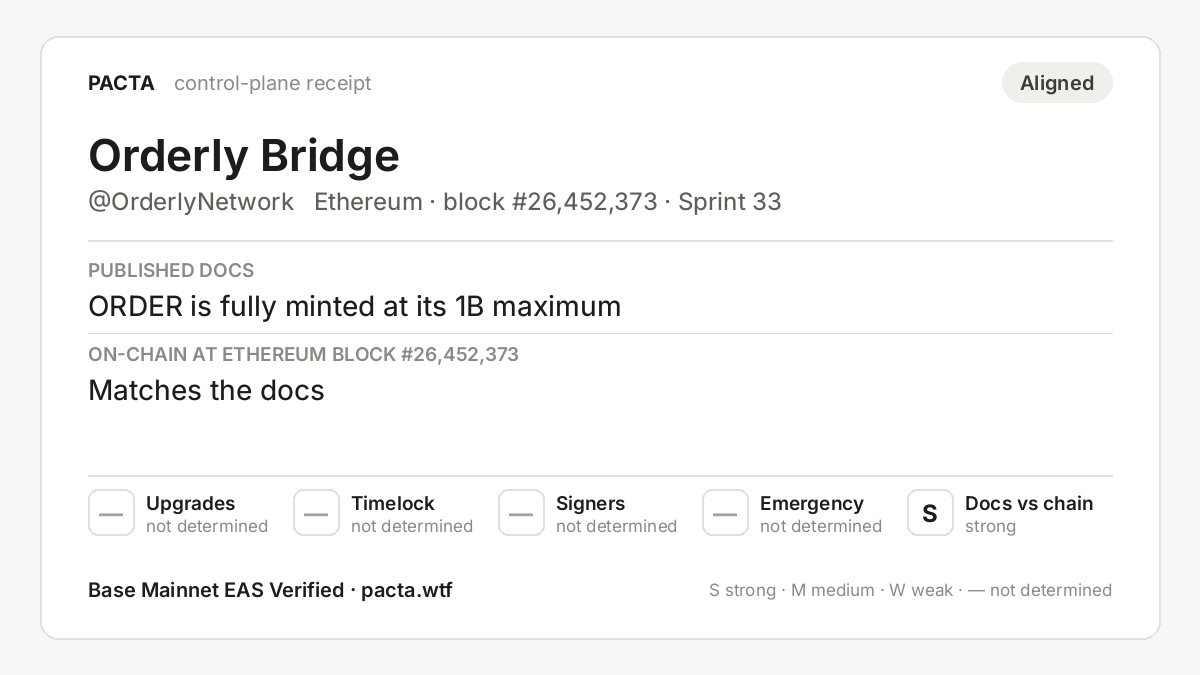 PACTA control-plane receipt Aligned
Orderly Bridge
@OrderlyNetwork Ethereum · block #26,452,373 · Sprint 33
PUBLISHED DOCS
ORDER is fully minted at its 1B maximum
ON-CHAIN AT ETHEREUM BLOCK #26,452,373
Matches the docs
— Upgrades
not determined
— Timelock
not determined
— Signers
not determined
— Emergency
not determined
S Docs vs chain
strong
Base Mainnet EAS Verified · pacta.wtf
S strong · M medium · W weak · — not determined